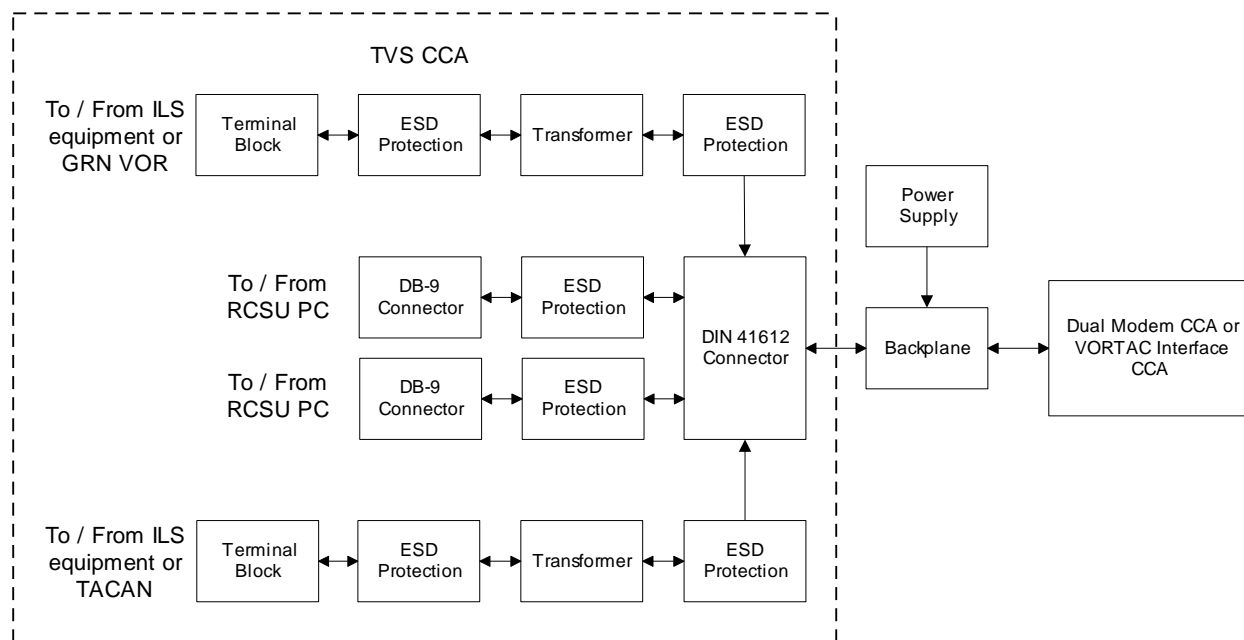 TVS CCA
To / From ILS
equipment or
GRN VOR
Terminal
Block
ESD
Protection
Transformer
ESD
Protection
Power
Supply
To / From
RCSU PC
DB-9
Connector
ESD
Protection
DIN 41612
Connector
Backplane
Dual Modem CCA or
VORTAC Interface
CCA
To / From
RCSU PC
DB-9
Connector
ESD
Protection
To / From ILS
equipment or
TACAN
Terminal
Block
ESD
Protection
Transformer
ESD
Protection